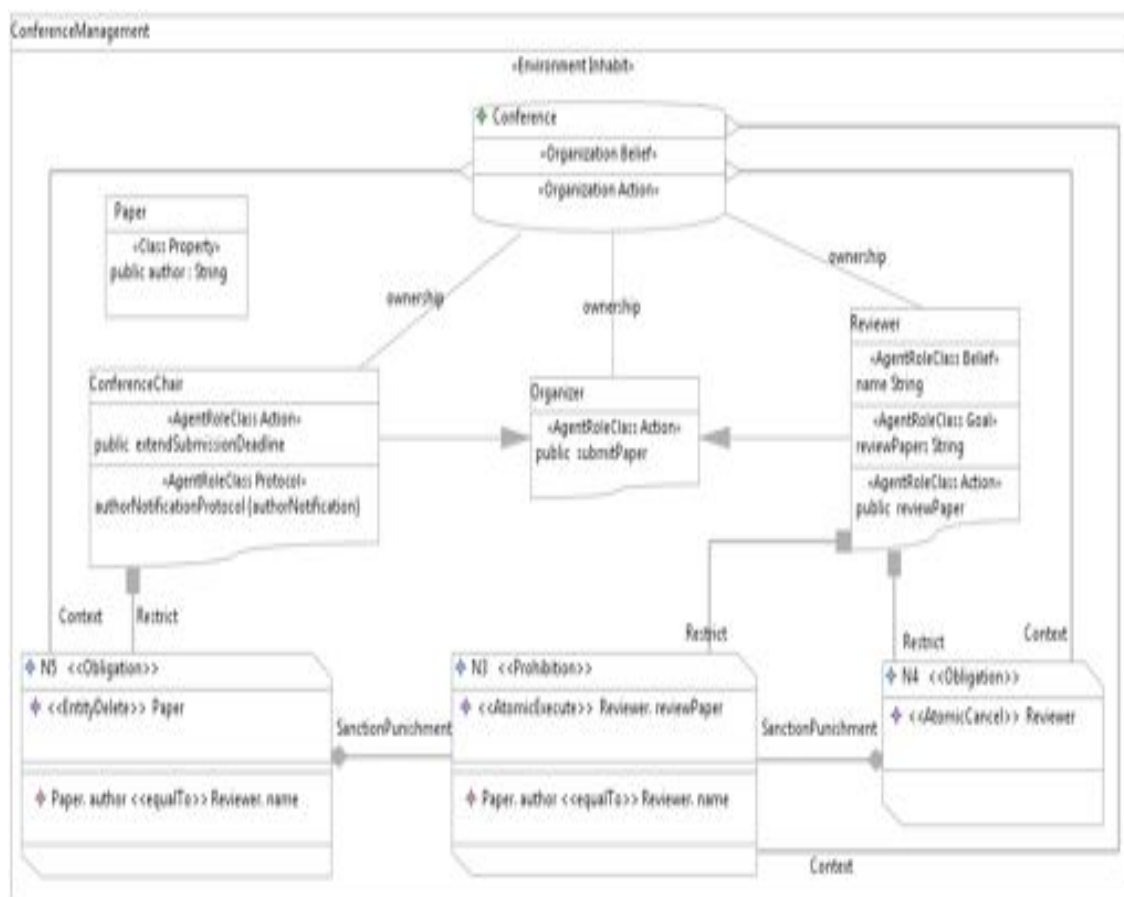 ConferenceManagement
«Environment Inhabit»
Conference
«Organization Belief»
«Organization Action»
Paper
«Class Property»
public author : String
ownership
ownership
ownership
ConferenceChair
«AgentRoleClass Action»
public extendSubmissionDeadline
«AgentRoleClass Protocol»
authorNotificationProtocol (authorNotification)
Organizer
«AgentRoleClass Action»
public submitPaper
Reviewer
«AgentRoleClass Belief»
name String
«AgentRoleClass Goal»
reviewPapers String
«AgentRoleClass Action»
public reviewPaper
Context
Restrict
Restrict
Restrict
Context
N5 <<Obligation>>
<<EntityDelete>> Paper
Paper. author <<equalTo>> Reviewer. name
SanctionPunishment
N3 <<Prohibition>>
<<AtomicExecute>> Reviewer. reviewPaper
Paper. author <<equalTo>> Reviewer. name
SanctionPunishment
N4 <<Obligation>>
<<AtomicCancel>> Reviewer
Context